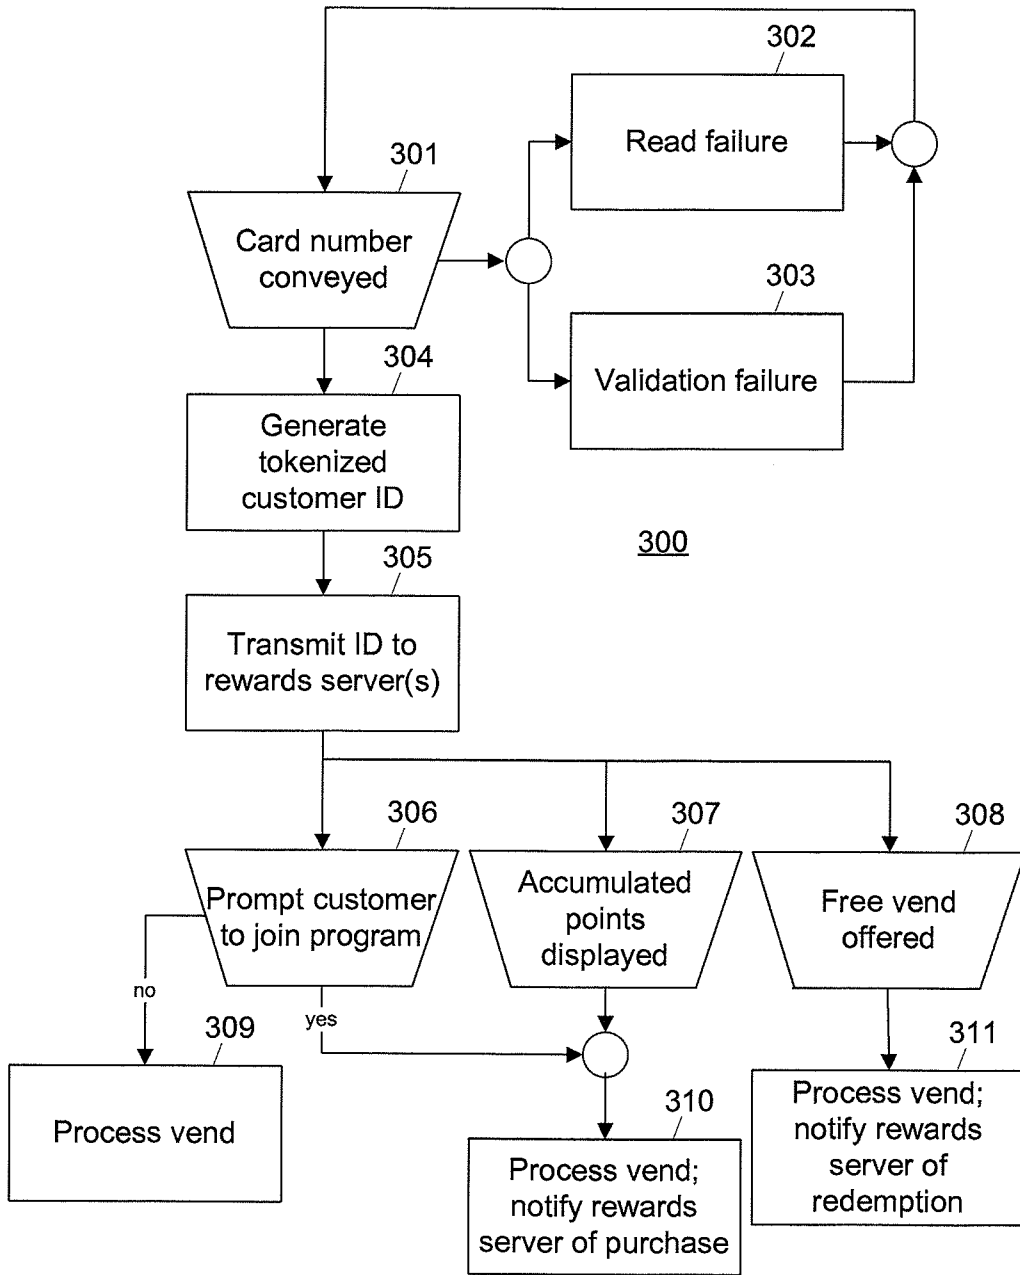 302
Read failure
301
Card number
conveyed
303
Validation failure
304
Generate
tokenized
customer ID
300
305
Transmit ID to
rewards server(s)
306
Prompt customer
to join program
307
Accumulated
points
displayed
308
Free vend
offered
no
yes
309
Process vend
310
Process vend;
notify rewards
server of purchase
311
Process vend;
notify rewards
server of
redemption